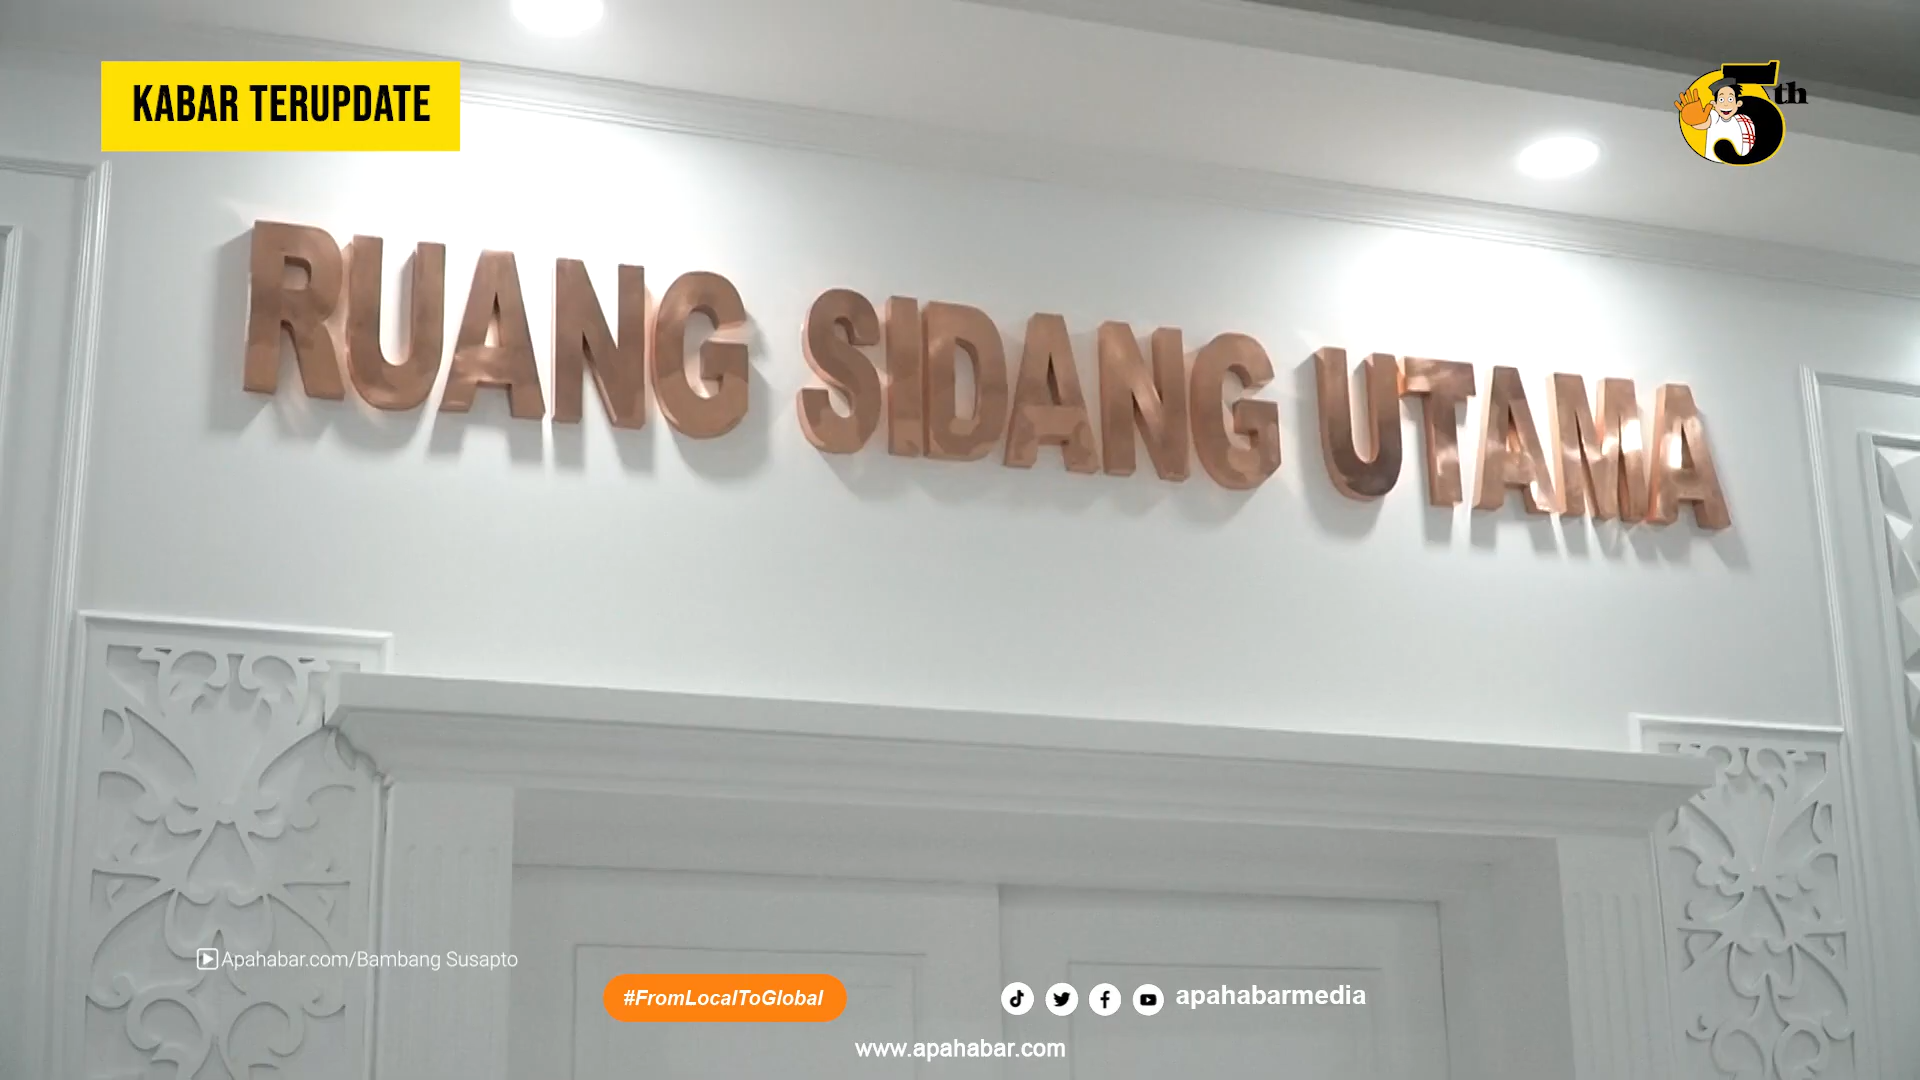 KABAR TERUPDATE
5th
RUANG SIDANG UTAMA
Apahabar.com/Bambang Susapto
#FromLocalToGlobal
apahabarmedia
www.apahabar.com